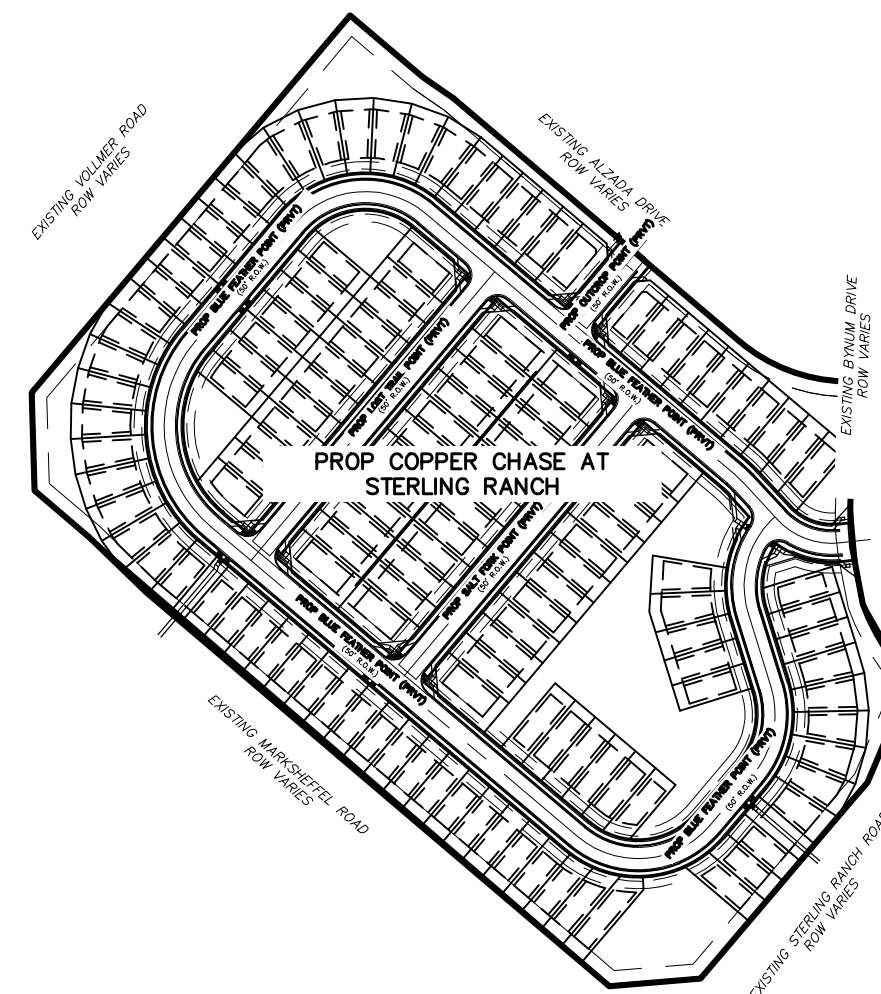 EXISTING VOLLMER ROAD
ROW VARIES
EXISTING ALZADA DRIVE
ROW VARIES
PROP BLUE FEATHER POINT (PRVT)
(50' R.O.W.)
PROP OUTCROP POINT (PRVT)
(50' R.O.W.)
EXISTING BYNUM DRIVE
ROW VARIES
PROP LOST TRAIL POINT (PRVT)
(50' R.O.W.)
PROP BLUE FEATHER POINT (PRVT)
(50' R.O.W.)
PROP COPPER CHASE AT
STERLING RANCH
PROP SALT FORK POINT (PRVT)
(50' R.O.W.)
PROP BLUE FEATHER POINT (PRVT)
(50' R.O.W.)
EXISTING MARKSHEFFEL ROAD
ROW VARIES
PROP BLUE FEATHER POINT (PRVT)
(50' R.O.W.)
EXISTING STERLING RANCH ROAD
ROW VARIES